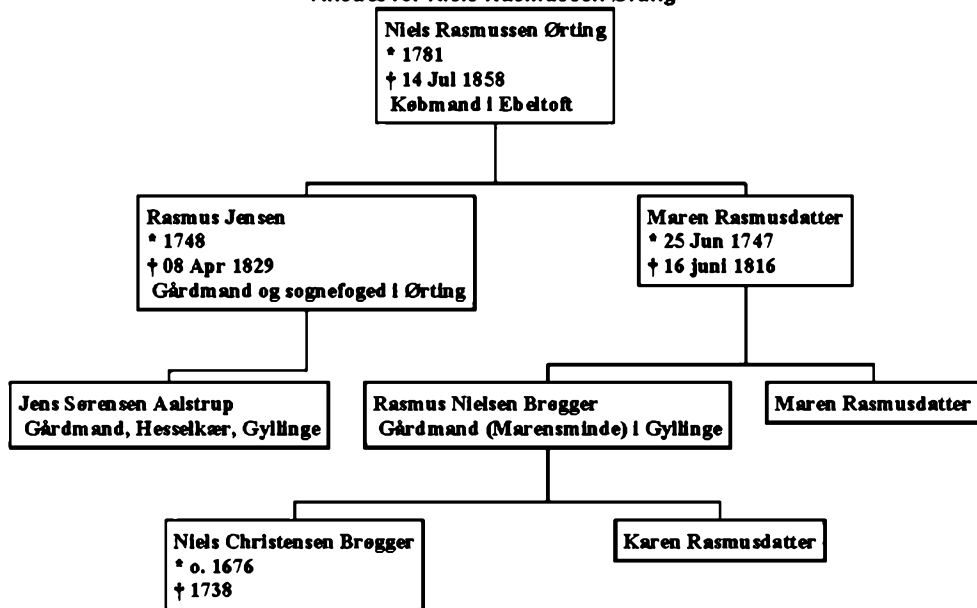 Niels Rasmussen Ørting
* 1781
† 14 Jul 1858
Købmand i Ebeltoft
Rasmus Jensen
* 1748
† 08 Apr 1829
Gårdmand og sognefoged i Ørting
Maren Rasmusdatter
* 25 Jun 1747
† 16 juni 1816
Jens Sørensen Aalstrup
Gårdmand, Hesselkær, Gyllinge
Rasmus Nielsen Brøgger
Gårdmand (Marensminde) i Gyllinge
Maren Rasmusdatter
Niels Christensen Brøgger
* o. 1676
† 1738
Karen Rasmusdatter